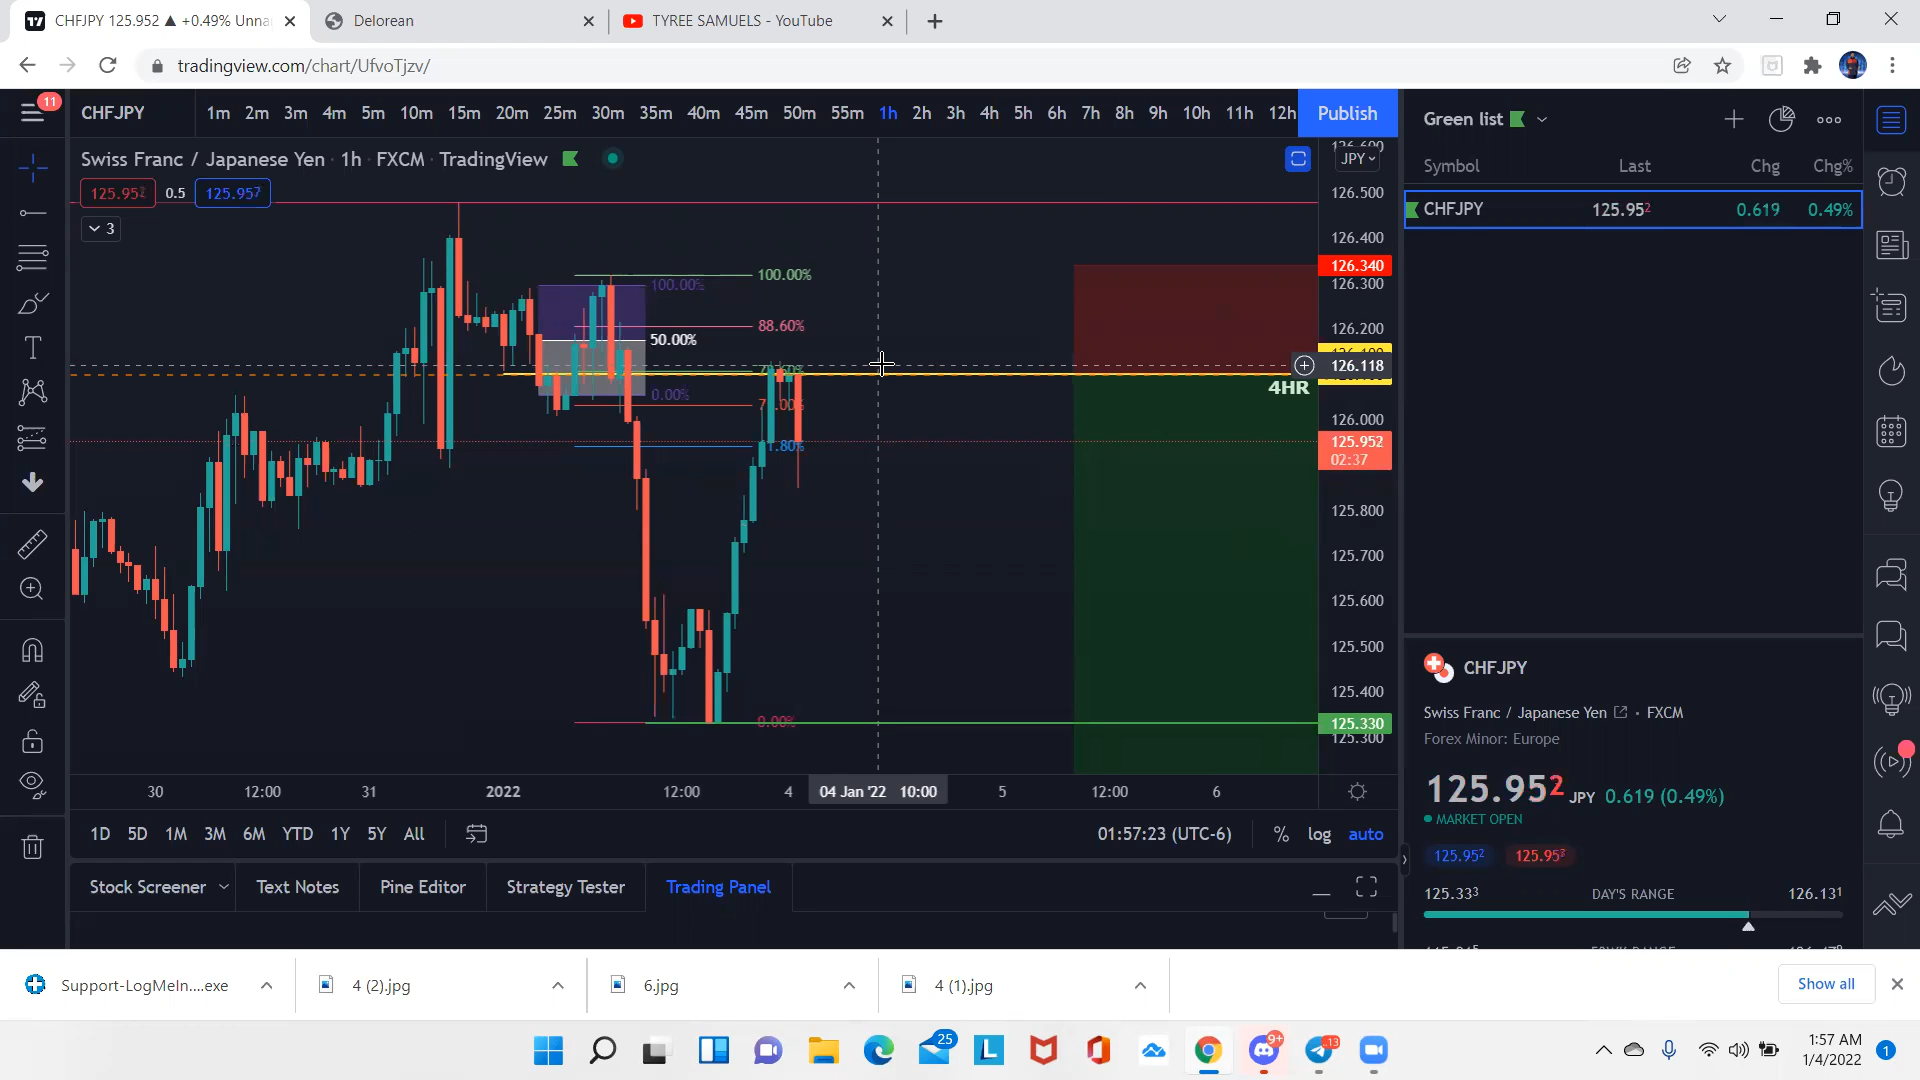 CHFJPY 125.952 ▲ +0.49% Unna
Delorean
TYREE SAMUELS - YouTube
tradingview.com/chart/UfvoTjzv/
11
CHFJPY 1m 2m 3m 4m 5m 10m 15m 20m 25m 30m 35m 40m 45m 50m 55m 1h 2h 3h 4h 5h 6h 7h 8h 9h 10h 11h 12h Publish
Swiss Franc / Japanese Yen · 1h · FXCM · TradingView
125.952 0.5 125.957
3
JPY
126.500
126.400
126.340
126.300
126.200
126.118
126.000
125.952
02:37
125.800
125.700
125.600
125.500
125.400
125.330
125.300
100.00%
100.00%
88.60%
50.00%
0.00%
0.00%
4HR
30 12:00 31 2022 12:00 4 04 Jan '22 10:00 5 12:00 6
1D 5D 1M 3M 6M YTD 1Y 5Y All
01:57:23 (UTC-6) % log auto
Stock Screener Text Notes Pine Editor Strategy Tester Trading Panel
Green list
Symbol Last Chg Chg%
CHFJPY 125.952 0.619 0.49%
CHFJPY
Swiss Franc / Japanese Yen · FXCM
Forex Minor: Europe
125.952 JPY 0.619 (0.49%)
MARKET OPEN
125.952
125.333 DAY'S RANGE 126.131
Support-LogMeIn....exe
4 (2).jpg
6.jpg
4 (1).jpg
Show all
25
9+
13
1:57 AM
1/4/2022
1